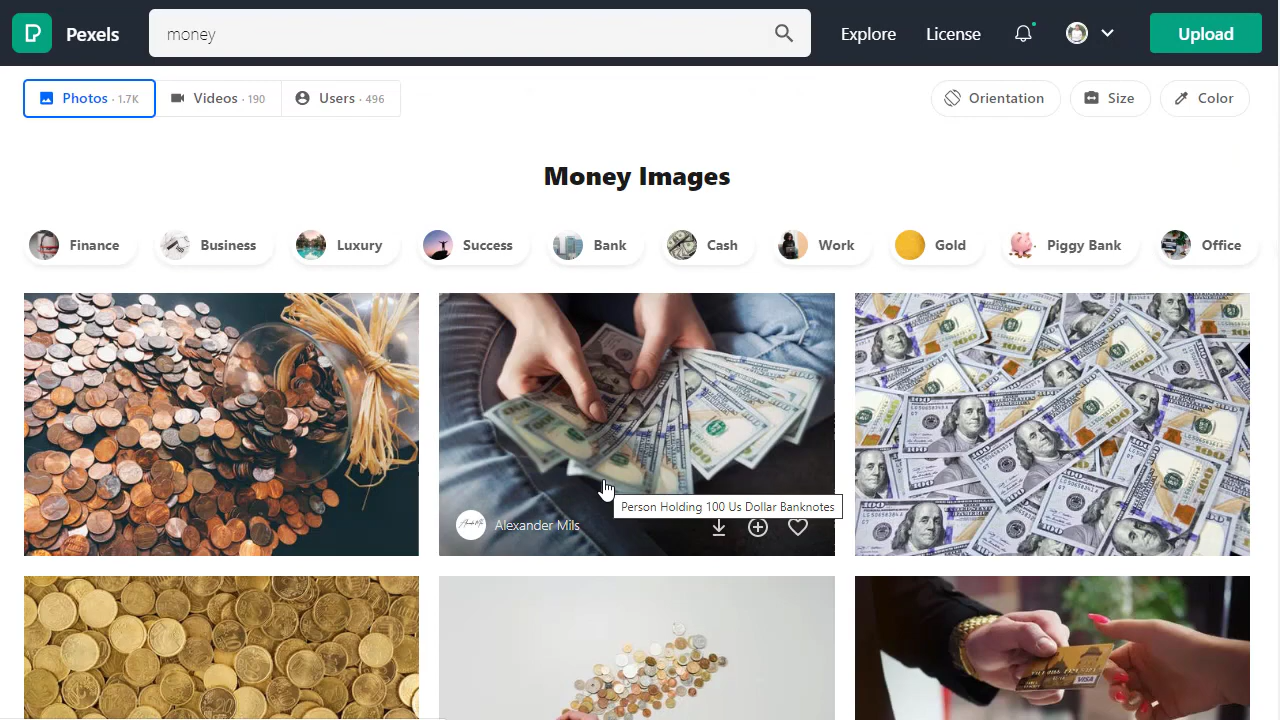 Pexels
money
Explore
License
Upload
Photos · 1.7K
Videos · 190
Users · 496
Orientation
Size
Color
Money Images
Finance
Business
Luxury
Success
Bank
Cash
Work
Gold
Piggy Bank
Office
Person Holding 100 Us Dollar Banknotes
Alexander Mils
VISA